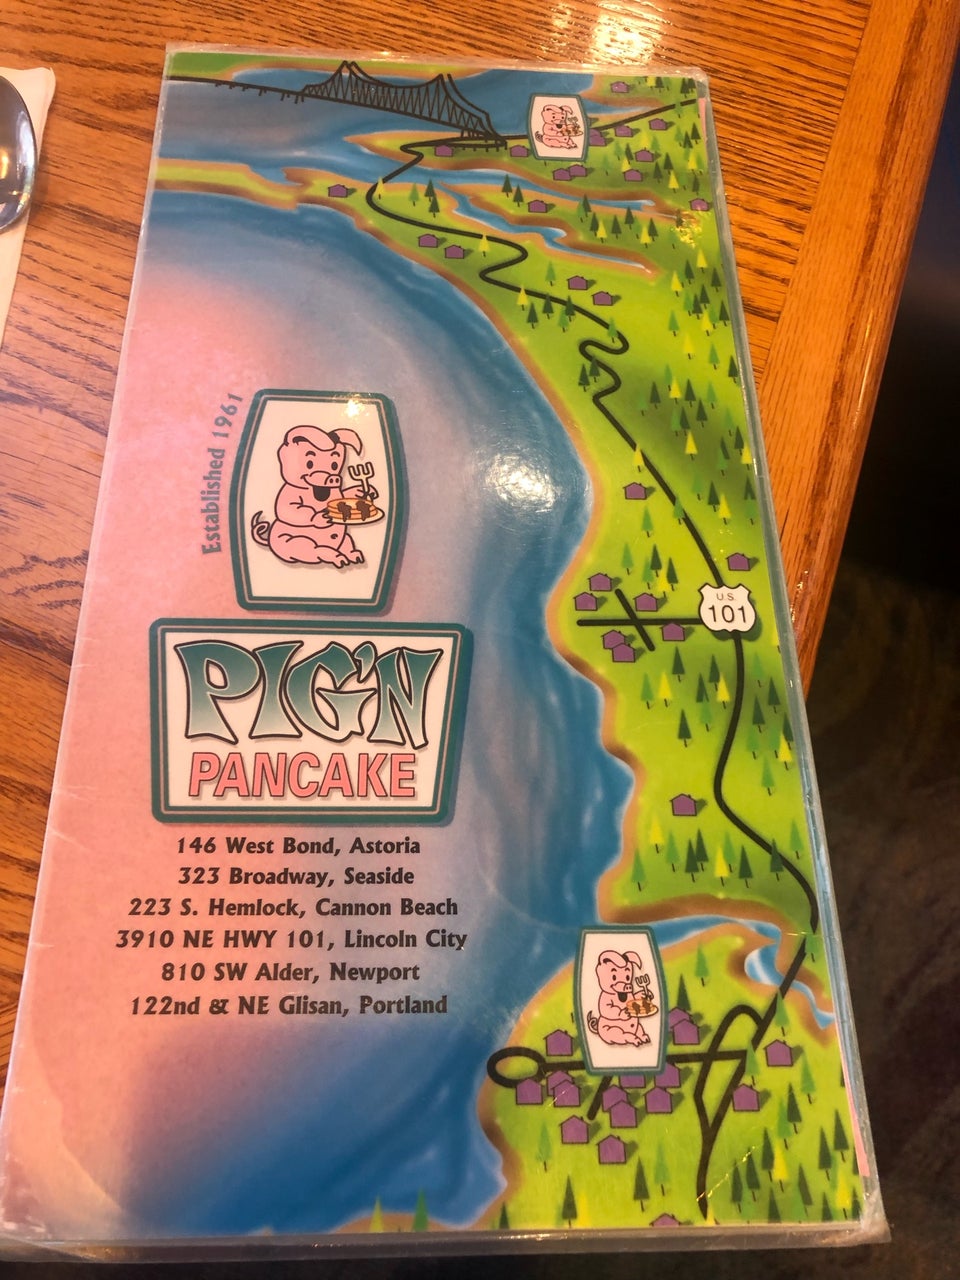 Established 1961
PIG'N
PANCAKE
146 West Bond, Astoria
323 Broadway, Seaside
223 S. Hemlock, Cannon Beach
3910 NE HWY 101, Lincoln City
810 SW Alder, Newport
122nd & NE Glisan, Portland
U.S.
101